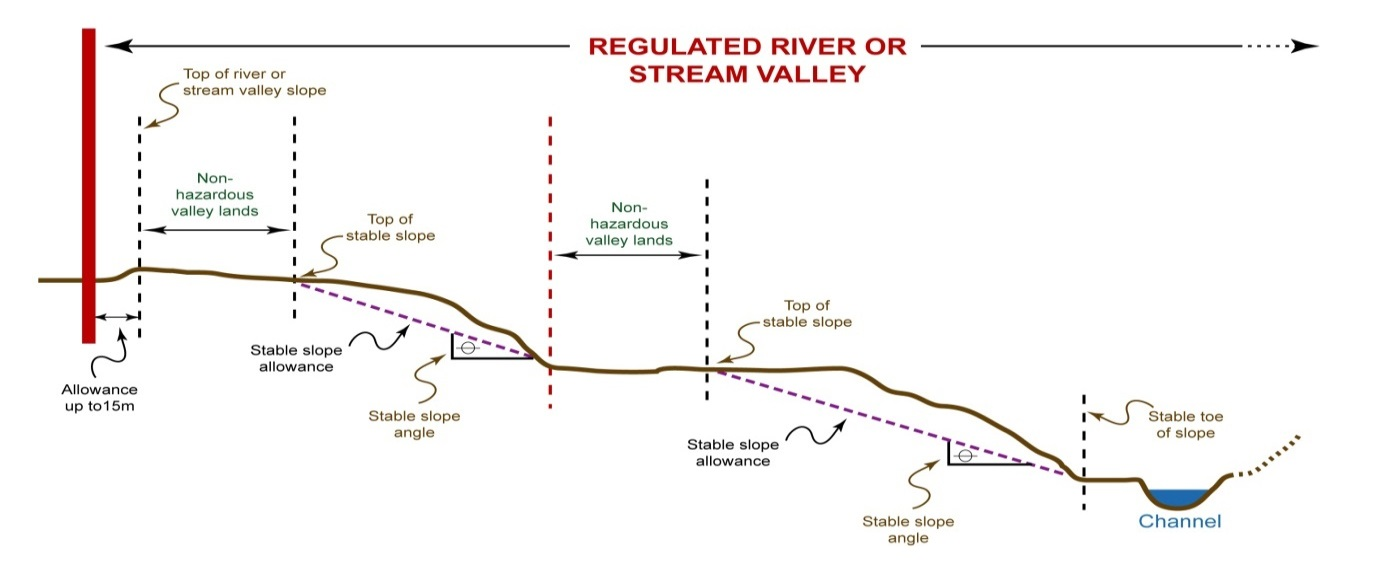 REGULATED RIVER OR
STREAM VALLEY
Top of river or
stream valley slope
Non-
hazardous
valley lands
Top of
stable slope
Non-
hazardous
valley lands
Top of
stable slope
Stable slope
allowance
Allowance
up to15m
Stable slope
angle
Stable toe
of slope
Stable slope
allowance
Stable slope
angle
Channel